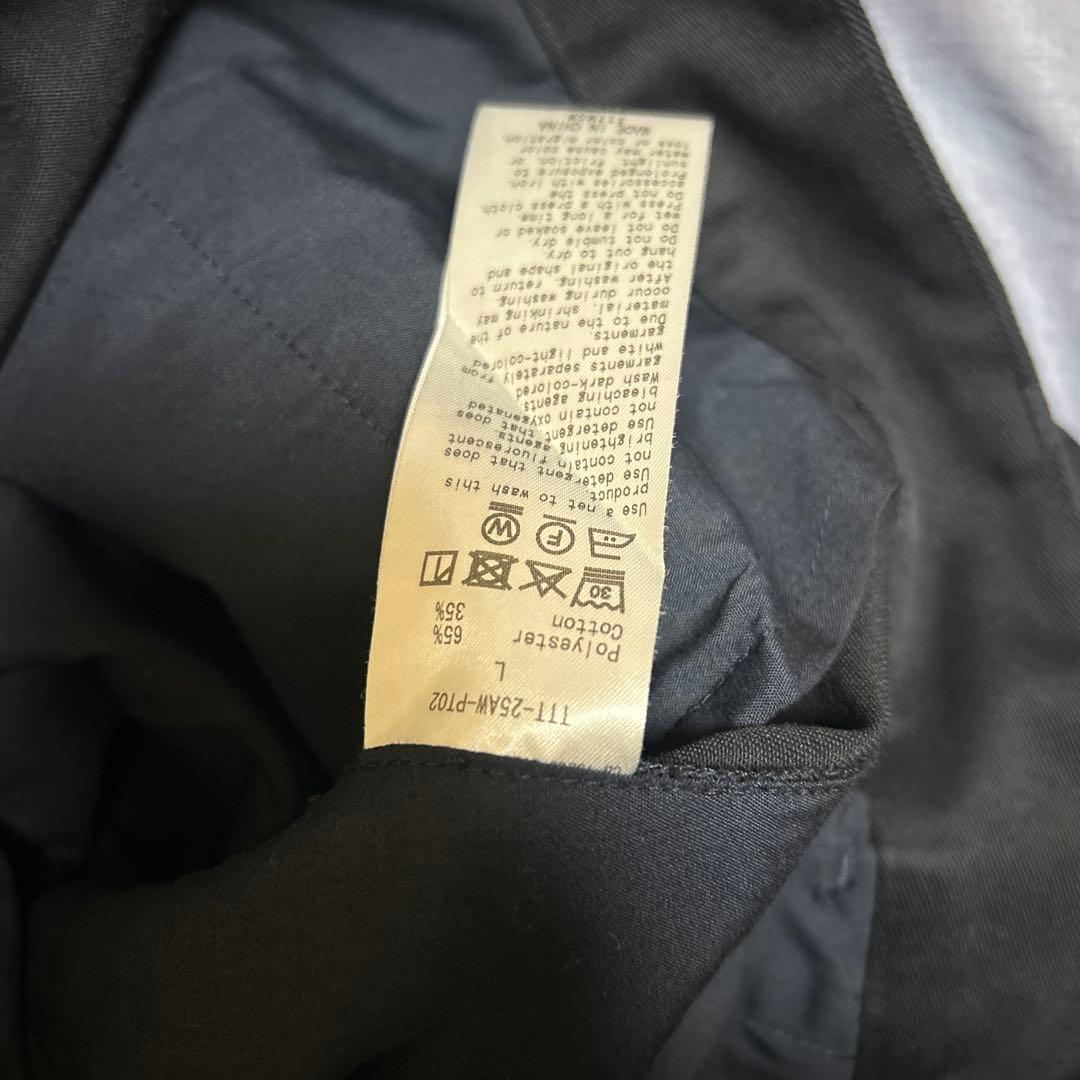 TTT-25AW-PT02
L
Polyester 65%
Cotton 35%
30
F W
Use a net to wash this
product.
Use detergent that does
not contain fluorescent
brightening agents.
Use detergent that does
not contain oxygenated
bleaching agents.
Wash dark-colored
garments separately from
white and light-colored
garments.
Due to the nature of the
material, shrinking may
occur during washing.
After washing, return to
the original shape and
hang out to dry.
Do not tumble dry.
Do not leave soaked or
wet for a long time.
Press with a press cloth.
Do not press the
accessories with iron.
Prolonged exposure to
sunlight, friction, or
water may cause color
loss or color migration.
MADE IN CHINA